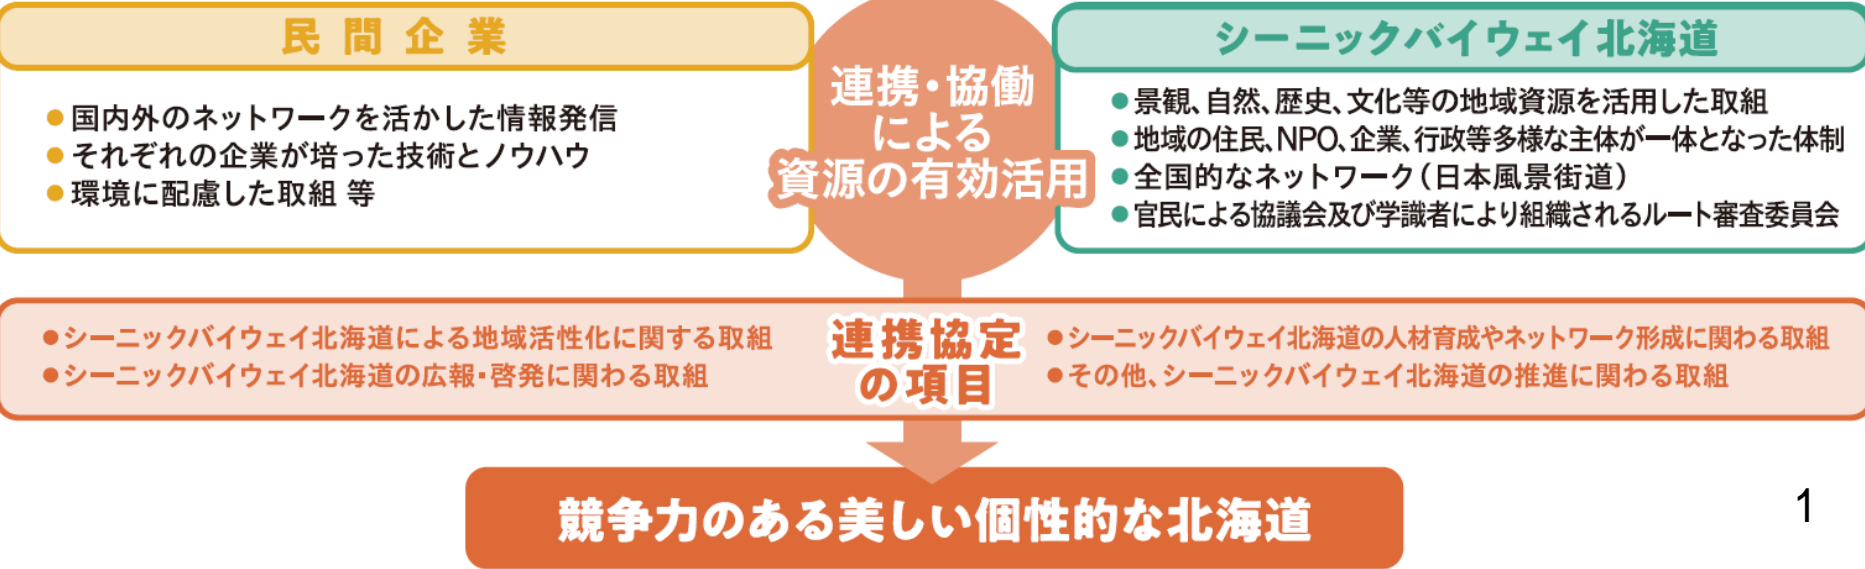 民間企業
●国内外のネットワークを活かした情報発信
●それぞれの企業が培った技術とノウハウ
●環境に配慮した取組 等
連携・協働
による
資源の有効活用
シーニックバイウェイ北海道
●景観、自然、歴史、文化等の地域資源を活用した取組
●地域の住民、NPO、企業、行政等多様な主体が一体となった体制
●全国的なネットワーク（日本風景街道）
●官民による協議会及び学識者により組織されるルート審査委員会
連携協定
の項目
●シーニックバイウェイ北海道による地域活性化に関する取組
●シーニックバイウェイ北海道の広報・啓発に関わる取組
●シーニックバイウェイ北海道の人材育成やネットワーク形成に関わる取組
●その他、シーニックバイウェイ北海道の推進に関わる取組
競争力のある美しい個性的な北海道
1